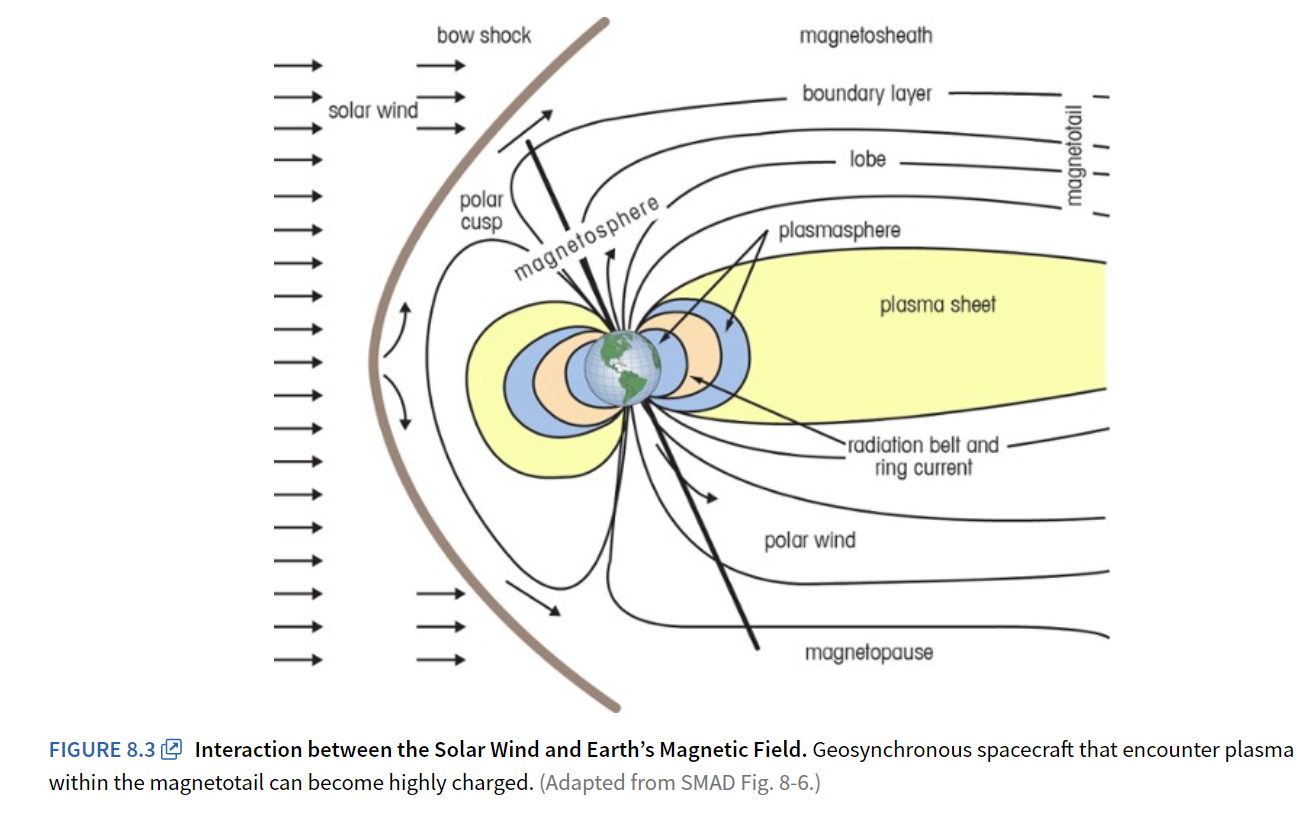 bow shock
magnetosheath
boundary layer
solar wind
magnetotail
lobe
polar
cusp
magnetosphere
plasmasphere
plasma sheet
radiation belt and
ring current
polar wind
magnetopause
FIGURE 8.3 Interaction between the Solar Wind and Earth’s Magnetic Field. Geosynchronous spacecraft that encounter plasma
within the magnetotail can become highly charged. (Adapted from SMAD Fig. 8-6.)